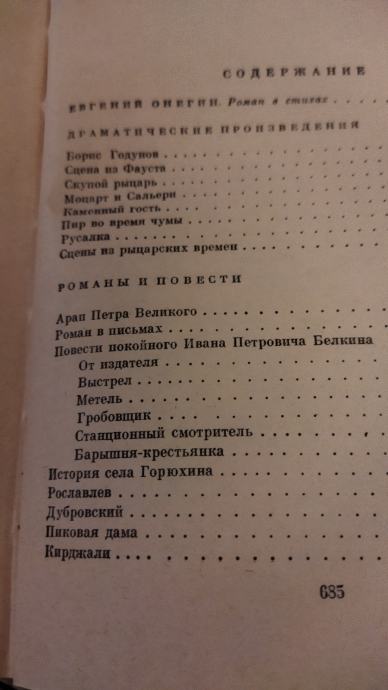 СОДЕРЖАНИЕ
ЕВГЕНИЙ ОНЕГИН. Роман в стихах . .
ДРАМАТИЧЕСКИЕ ПРОИЗВЕДЕНИЯ
Борис Годунов . . . . . . . . . . . . .
Сцена из Фауста . . . . . . . . . . . .
Скупой рыцарь . . . . . . . . . . . . .
Моцарт и Сальери . . . . . . . . . . .
Каменный гость . . . . . . . . . . . .
Пир во время чумы . . . . . . . . . . .
Русалка . . . . . . . . . . . . . . . .
Сцены из рыцарских времен . . . . . . .
РОМАНЫ И ПОВЕСТИ
Арап Петра Великого . . . . . . . . . .
Роман в письмах . . . . . . . . . . . .
Повести покойного Ивана Петровича Белкина
От издателя . . . . . . . . . . . . . .
Выстрел . . . . . . . . . . . . . . . .
Метель . . . . . . . . . . . . . . . .
Гробовщик . . . . . . . . . . . . . . .
Станционный смотритель . . . . . . . .
Барышня-крестьянка . . . . . . . . . .
История села Горюхина . . . . . . . . .
Рославлев . . . . . . . . . . . . . . .
Дубровский . . . . . . . . . . . . . .
Пиковая дама . . . . . . . . . . . . .
Кирджали . . . . . . . . . . . . . . .
685